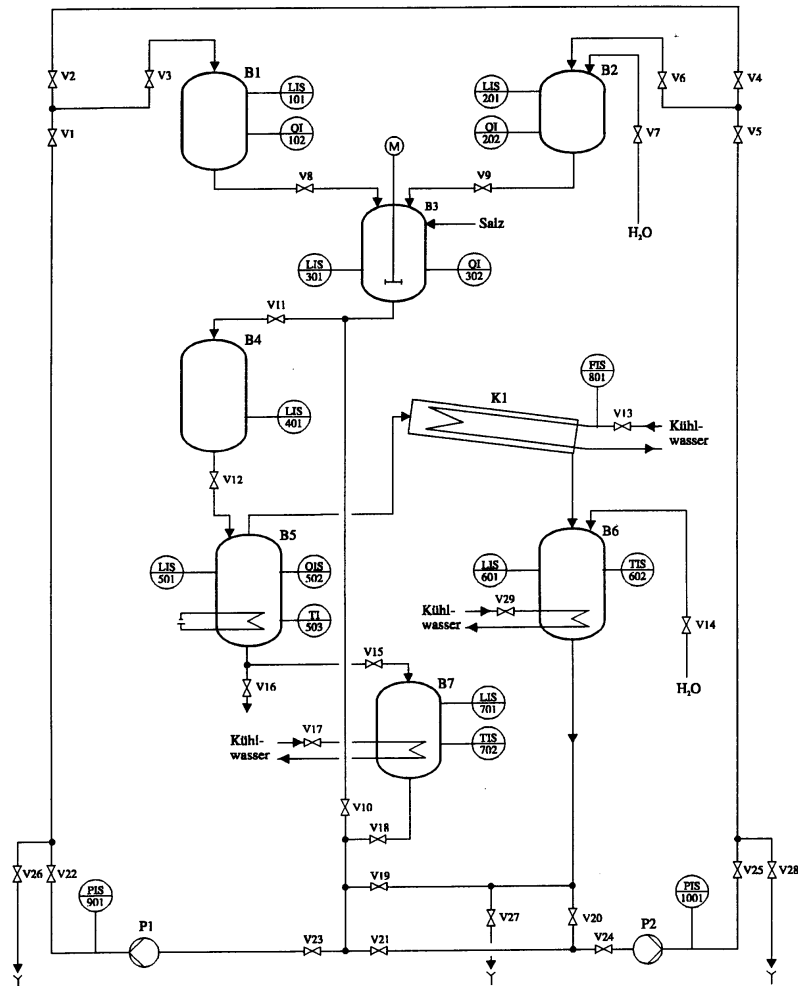 V2
V3
B1
LIS
101
QI
102
V1
B2
LIS
201
QI
202
V6
V4
V5
V7
H₂O
M
V8
V9
B3
Salz
LIS
301
QI
302
V11
B4
LIS
401
V12
K1
FIS
801
V13
Kühl-
wasser
B5
LIS
501
QIS
502
TI
503
B6
LIS
601
TIS
602
V29
Kühl-
wasser
V14
H₂O
V15
V16
B7
LIS
701
TIS
702
V17
Kühl-
wasser
V10
V18
V26
V22
V19
V27
V20
V25
V28
PIS
901
P1
V23
V21
V24
P2
PIS
1001